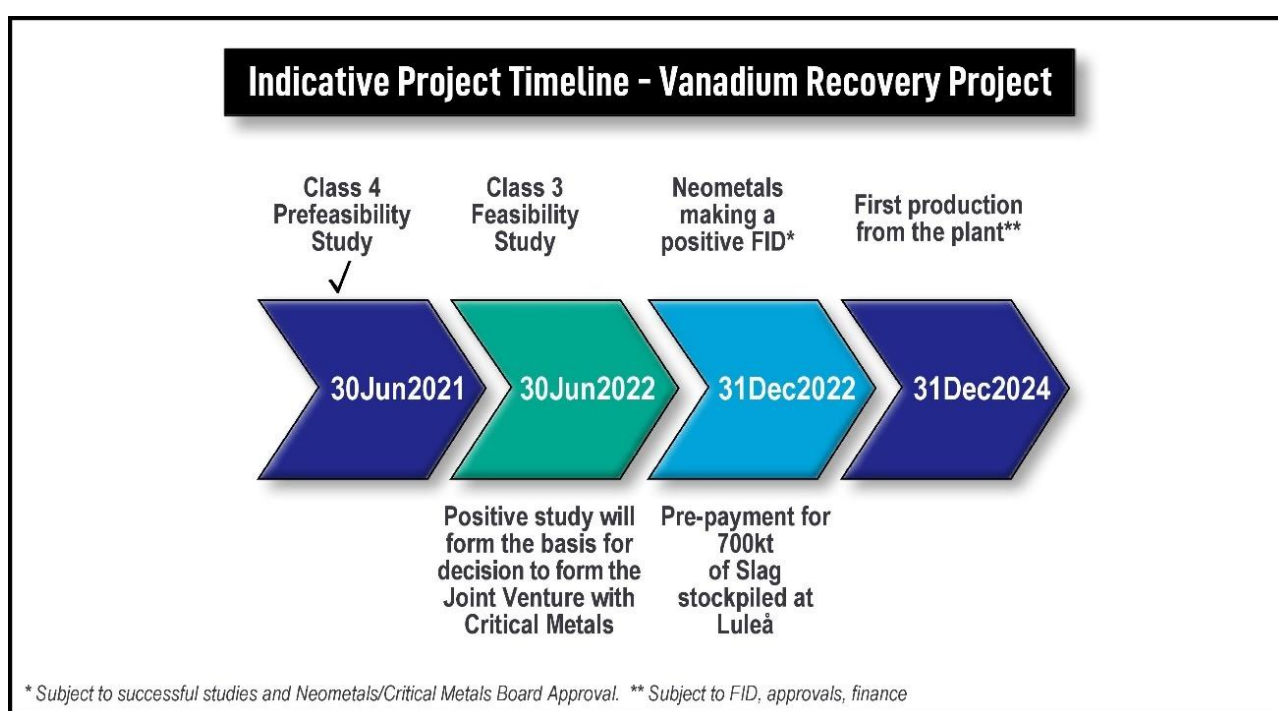 Indicative Project Timeline - Vanadium Recovery Project
Class 4
Prefeasibility
Study
Class 3
Feasibility
Study
Neometals
making a
positive FID*
First production
from the plant**
30Jun2021
30Jun2022
31Dec2022
31Dec2024
Positive study will
form the basis for
decision to form the
Joint Venture with
Critical Metals
Pre-payment for
700kt
of Slag
stockpiled at
Luleå
* Subject to successful studies and Neometals/Critical Metals Board Approval. ** Subject to FID, approvals, finance